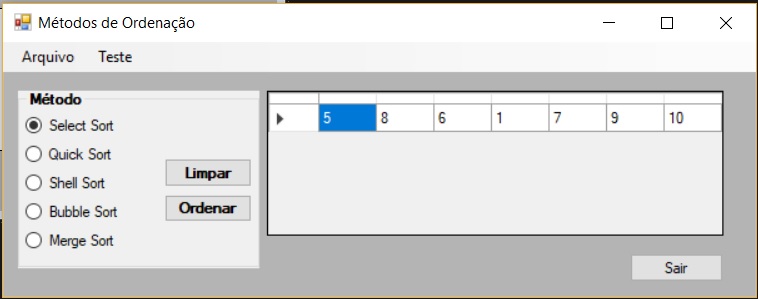 Métodos de Ordenação
Arquivo Teste
Método
Select Sort
Quick Sort
Shell Sort
Bubble Sort
Merge Sort
Limpar
Ordenar
5 8 6 1 7 9 10
Sair